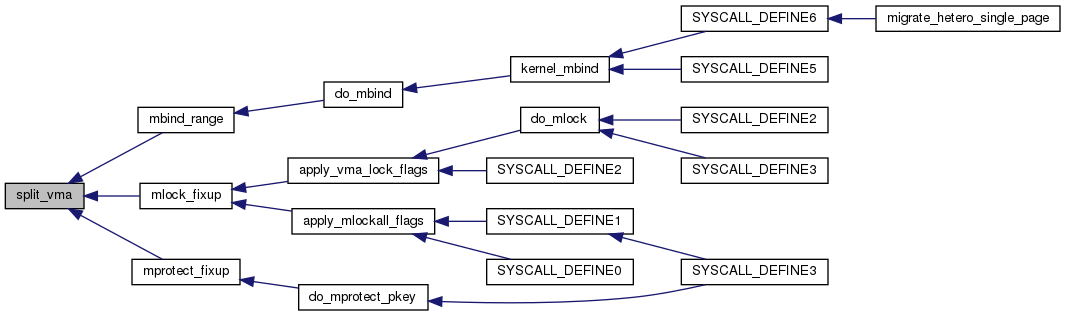 SYSCALL_DEFINE6
migrate_hetero_single_page
kernel_mbind
SYSCALL_DEFINE5
do_mbind
mbind_range
do_mlock
SYSCALL_DEFINE2
apply_vma_lock_flags
SYSCALL_DEFINE2
SYSCALL_DEFINE3
split_vma
mlock_fixup
apply_mlockall_flags
SYSCALL_DEFINE1
mprotect_fixup
SYSCALL_DEFINE0
SYSCALL_DEFINE3
do_mprotect_pkey